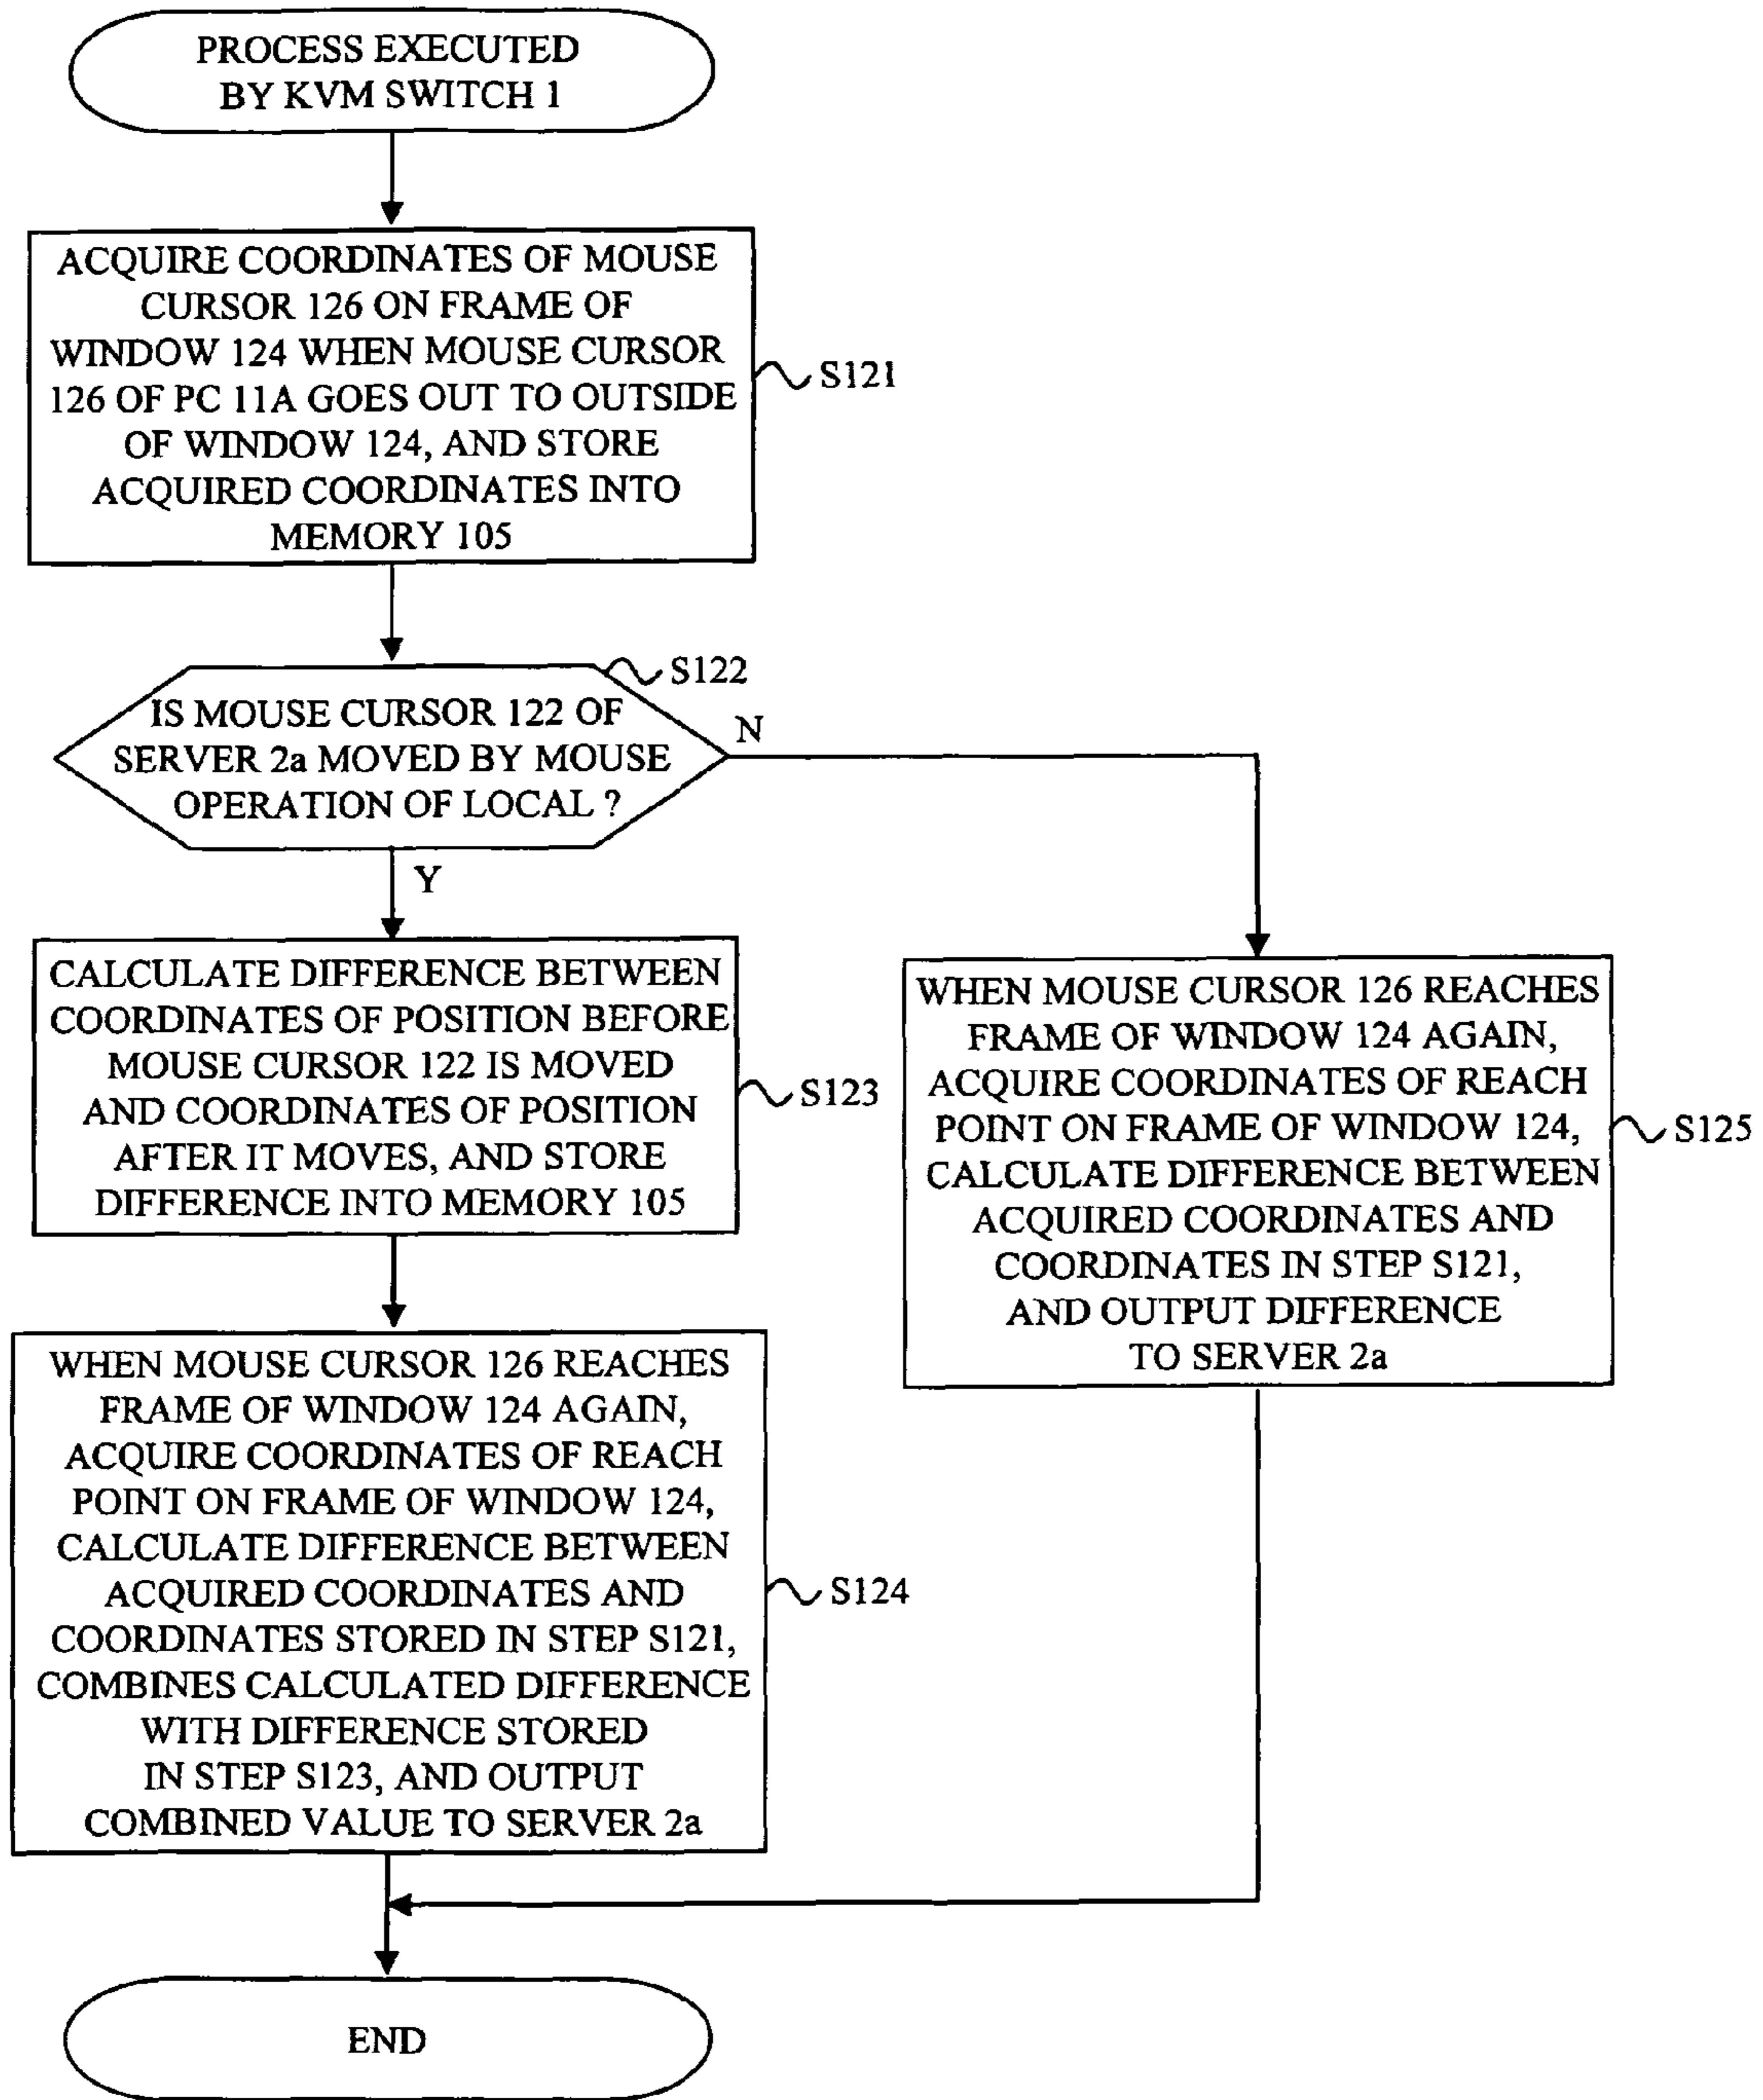 PROCESS EXECUTED
BY KVM SWITCH 1
ACQUIRE COORDINATES OF MOUSE
CURSOR 126 ON FRAME OF
WINDOW 124 WHEN MOUSE CURSOR
126 OF PC 11A GOES OUT TO OUTSIDE
OF WINDOW 124, AND STORE
ACQUIRED COORDINATES INTO
MEMORY 105
S121
S122
IS MOUSE CURSOR 122 OF
SERVER 2a MOVED BY MOUSE
OPERATION OF LOCAL ?
N
Y
CALCULATE DIFFERENCE BETWEEN
COORDINATES OF POSITION BEFORE
MOUSE CURSOR 122 IS MOVED
AND COORDINATES OF POSITION
AFTER IT MOVES, AND STORE
DIFFERENCE INTO MEMORY 105
S123
WHEN MOUSE CURSOR 126 REACHES
FRAME OF WINDOW 124 AGAIN,
ACQUIRE COORDINATES OF REACH
POINT ON FRAME OF WINDOW 124,
CALCULATE DIFFERENCE BETWEEN
ACQUIRED COORDINATES AND
COORDINATES IN STEP S121,
AND OUTPUT DIFFERENCE
TO SERVER 2a
S125
WHEN MOUSE CURSOR 126 REACHES
FRAME OF WINDOW 124 AGAIN,
ACQUIRE COORDINATES OF REACH
POINT ON FRAME OF WINDOW 124,
CALCULATE DIFFERENCE BETWEEN
ACQUIRED COORDINATES AND
COORDINATES STORED IN STEP S121,
COMBINES CALCULATED DIFFERENCE
WITH DIFFERENCE STORED
IN STEP S123, AND OUTPUT
COMBINED VALUE TO SERVER 2a
S124
END